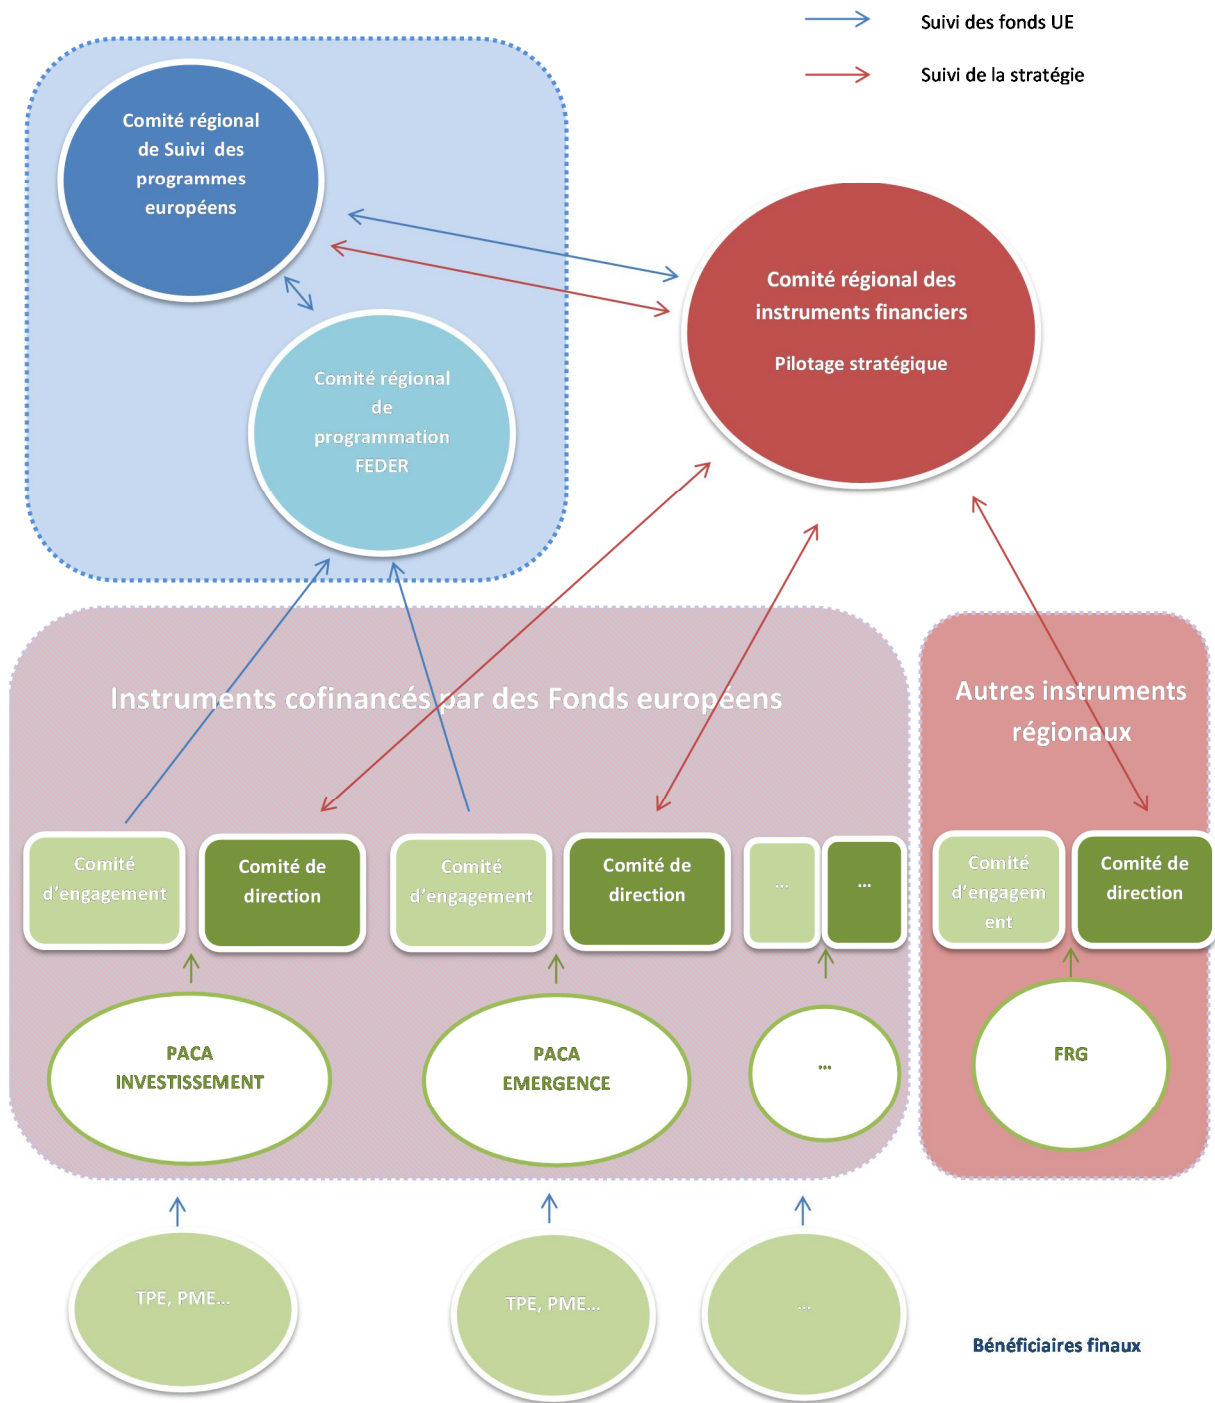 Suivi des fonds UE
Suivi de la stratégie
Comité régional
de Suivi des
programmes
européens
Comité régional des
instruments financiers
Pilotage stratégique
Comité régional
de
programmation
FEDER
Instruments cofinancés par des Fonds européens
Autres instruments
régionaux
Comité
d'engagement
Comité de
direction
Comité
d'engagement
Comité de
direction
...
...
Comité
d'engagem
ent
Comité de
direction
PACA
INVESTISSEMENT
PACA
EMERGENCE
...
FRG
TPE, PME...
TPE, PME...
...
Bénéficiaires finaux